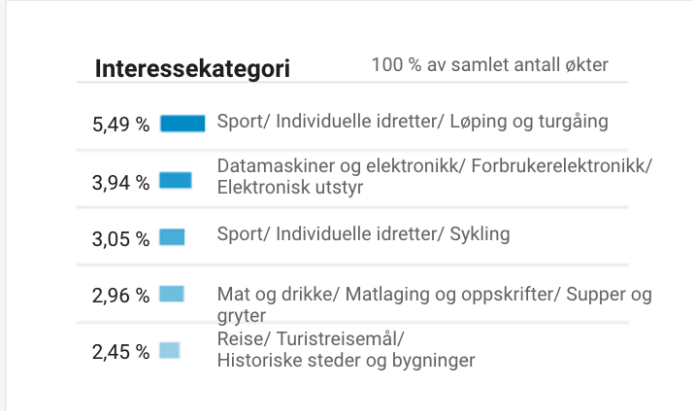 Interessekategori
100 % av samlet antall økter
5,49 %
Sport/ Individuelle idretter/ Løping og turgåing
3,94 %
Datamaskiner og elektronikk/ Forbrukerelektronikk/
Elektronisk utstyr
3,05 %
Sport/ Individuelle idretter/ Sykling
2,96 %
Mat og drikke/ Matlaging og oppskrifter/ Supper og
gryter
2,45 %
Reise/ Turistreisemål/
Historiske steder og bygninger